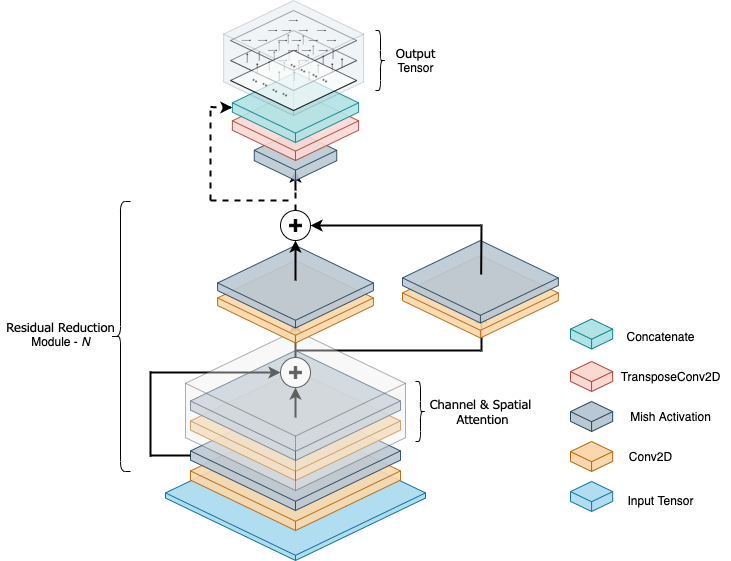 Output
Tensor
Residual Reduction
Module - N
Channel & Spatial
Attention
Concatenate
TransposeConv2D
Mish Activation
Conv2D
Input Tensor